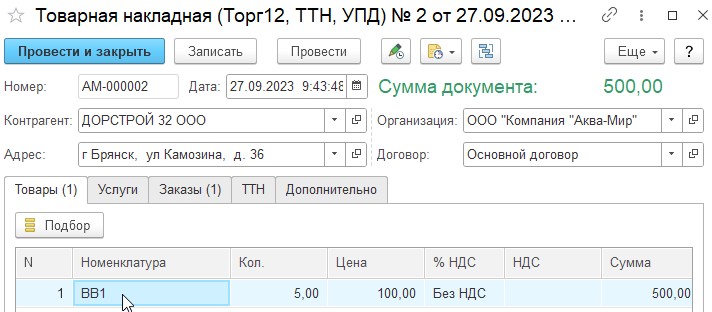 Товарная накладная (Торг12, ТТН, УПД) № 2 от 27.09.2023 ...
Провести и закрыть Записать Провести Еще ?
Номер: АМ-000002 Дата: 27.09.2023 9:43:48 Сумма документа: 500,00
Контрагент: ДОРСТРОЙ 32 ООО Организация: ООО "Компания "Аква-Мир"
Адрес: г Брянск, ул Камозина, д. 36 Договор: Основной договор
Товары (1) Услуги Заказы (1) ТТН Дополнительно
Подбор
N Номенклатура Кол. Цена % НДС НДС Сумма
1 ВВ1 5,00 100,00 Без НДС 500,00